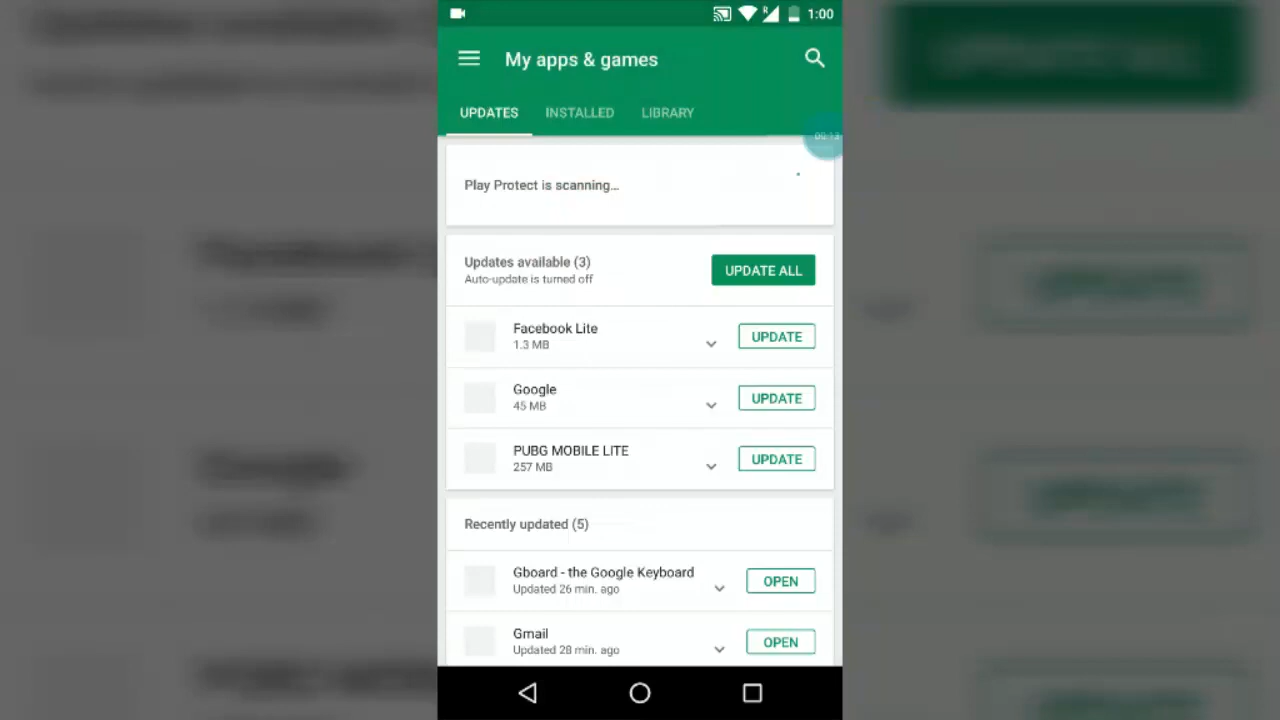 1:00
My apps & games
UPDATES INSTALLED LIBRARY
00:13
Play Protect is scanning...
Updates available (3)
Auto-update is turned off
UPDATE ALL
Facebook Lite
1.3 MB
UPDATE
Google
45 MB
UPDATE
PUBG MOBILE LITE
257 MB
UPDATE
Recently updated (5)
Gboard - the Google Keyboard
Updated 26 min. ago
OPEN
Gmail
Updated 28 min. ago
OPEN